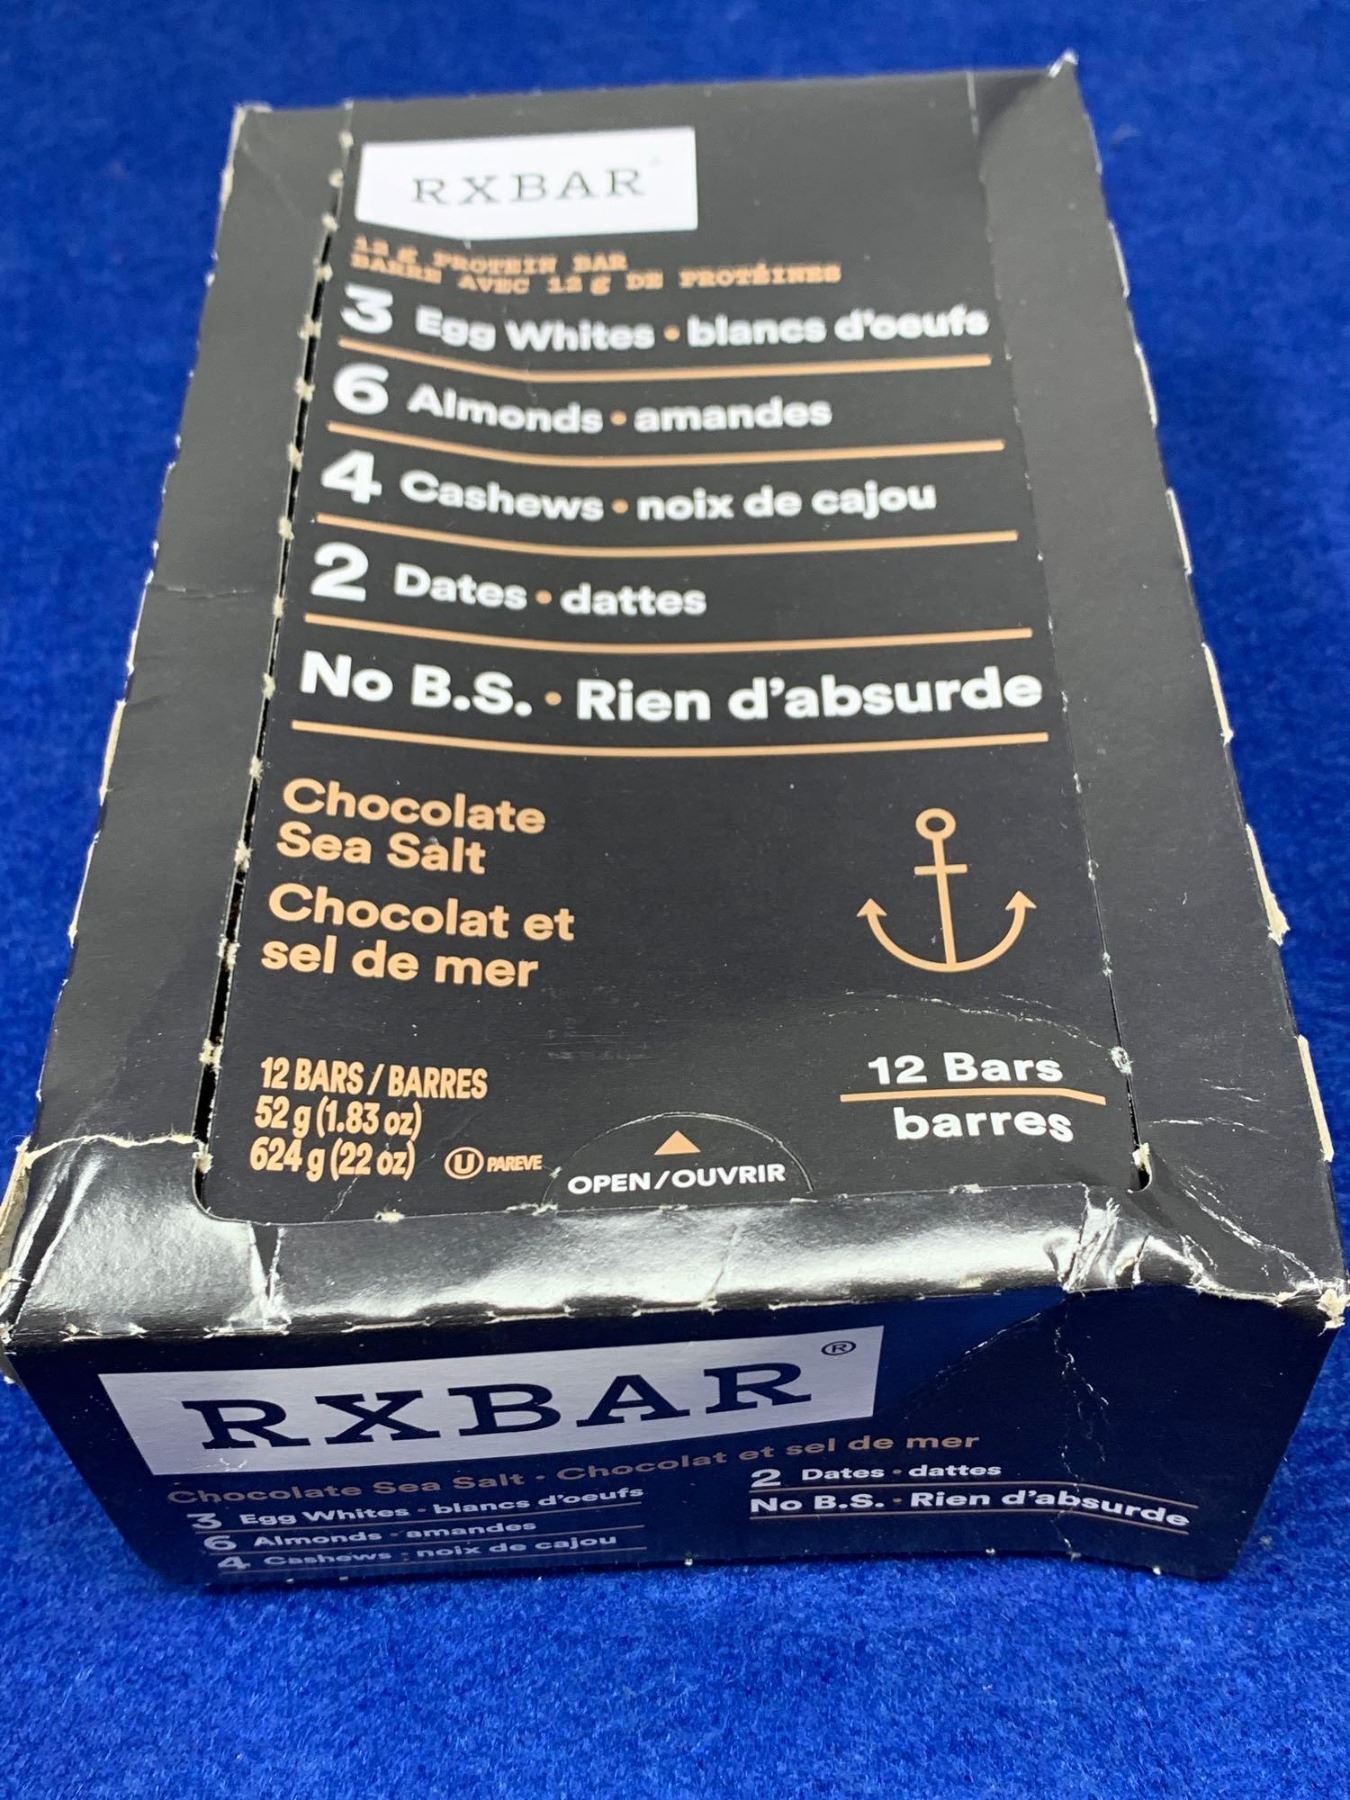 RXBAR
12 g PROTEIN BAR
BARRE AVEC 12 g DE PROTÉINES
3 Egg Whites • blancs d'oeufs
6 Almonds • amandes
4 Cashews • noix de cajou
2 Dates • dattes
No B.S. • Rien d'absurde
Chocolate
Sea Salt
Chocolat et
sel de mer
12 BARS / BARRES
52 g (1.83 oz)
624 g (22 oz) U PAREVE
OPEN/OUVRIR
12 Bars
barres
RXBAR®
Chocolate Sea Salt • Chocolat et sel de mer
3 Egg Whites • blancs d'oeufs
6 Almonds • amandes
4 Cashews • noix de cajou
2 Dates • dattes
No B.S. • Rien d'absurde